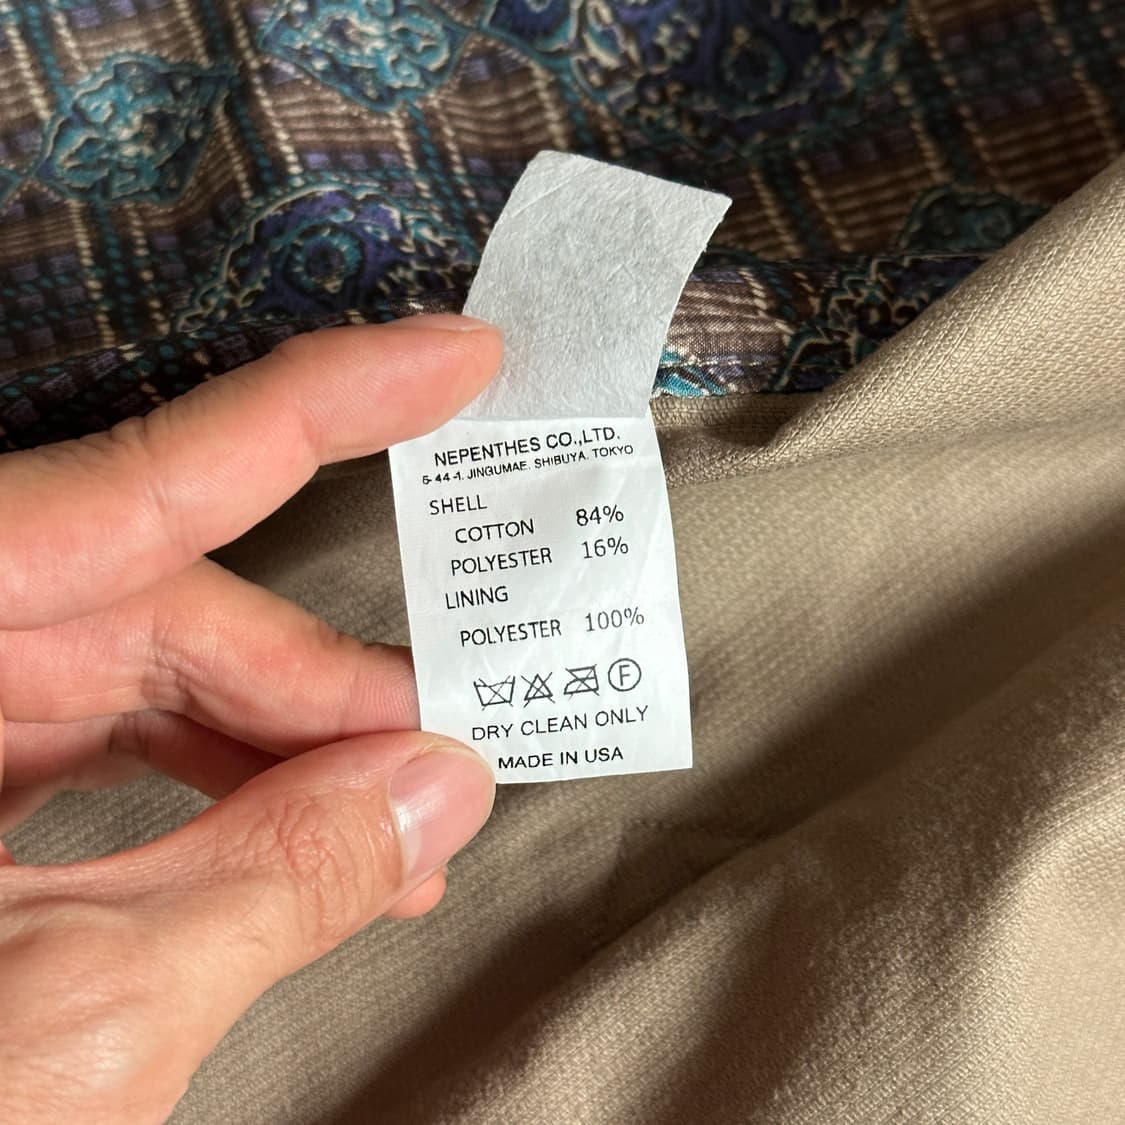 NEPENTHES CO.,LTD.
5-44-1. JINGUMAE. SHIBUYA. TOKYO
SHELL
COTTON 84%
POLYESTER 16%
LINING
POLYESTER 100%
F
DRY CLEAN ONLY
MADE IN USA